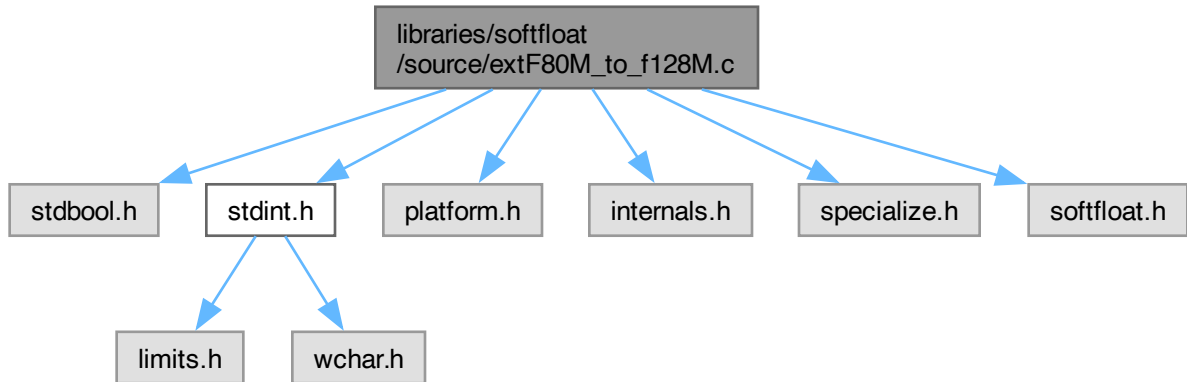 libraries/softfloat
/source/extF80M_to_f128M.c
stdbool.h
stdint.h
platform.h
internals.h
specialize.h
softfloat.h
limits.h
wchar.h